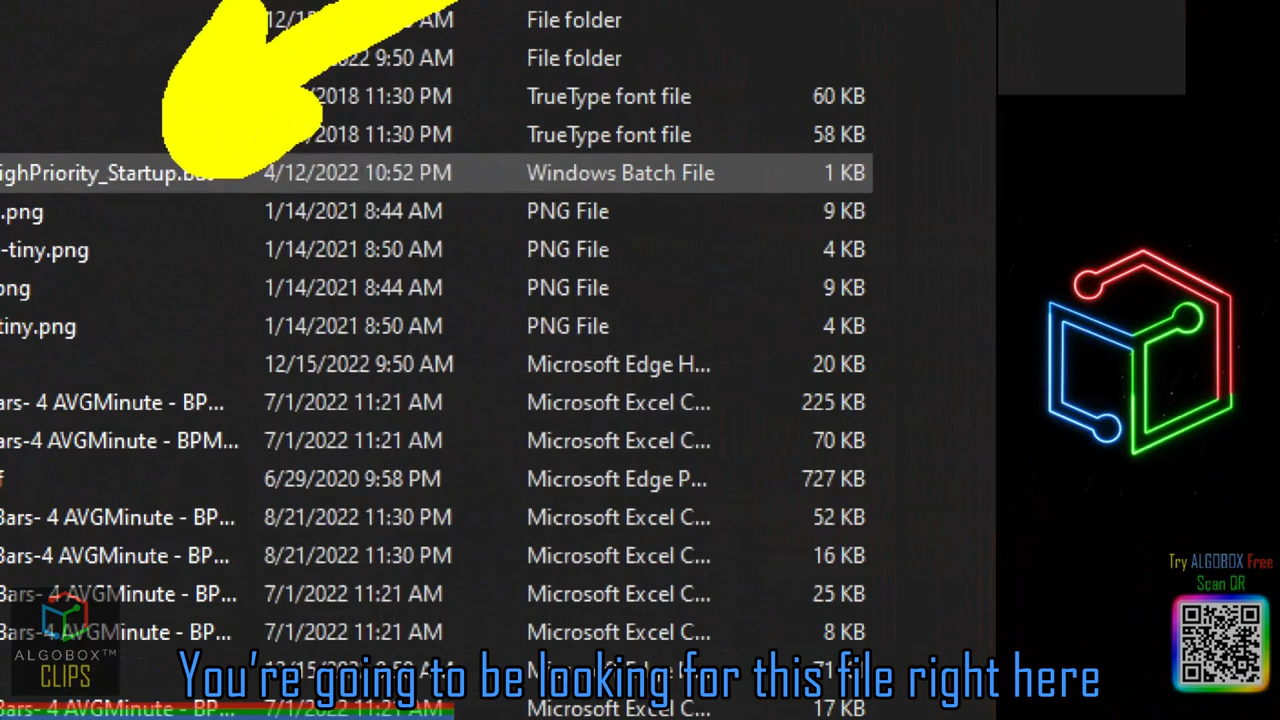 AM File folder
9:50 AM File folder
/2018 11:30 PM TrueType font file 60 KB
/2018 11:30 PM TrueType font file 58 KB
ighPriority_Startup. 4/12/2022 10:52 PM Windows Batch File 1 KB
.png 1/14/2021 8:44 AM PNG File 9 KB
-tiny.png 1/14/2021 8:50 AM PNG File 4 KB
png 1/14/2021 8:44 AM PNG File 9 KB
tiny.png 1/14/2021 8:50 AM PNG File 4 KB
12/15/2022 9:50 AM Microsoft Edge H... 20 KB
ars- 4 AVGMinute - BP... 7/1/2022 11:21 AM Microsoft Excel C... 225 KB
ars-4 AVGMinute - BPM... 7/1/2022 11:21 AM Microsoft Excel C... 70 KB
f 6/29/2020 9:58 PM Microsoft Edge P... 727 KB
Bars- 4 AVGMinute - BP... 8/21/2022 11:30 PM Microsoft Excel C... 52 KB
Bars-4 AVGMinute - BP... 8/21/2022 11:30 PM Microsoft Excel C... 16 KB
Bars- 4 AVGMinute - BP... 7/1/2022 11:21 AM Microsoft Excel C... 25 KB
Bars-4 AVGMinute - BP... 7/1/2022 11:21 AM Microsoft Excel C... 8 KB
Bars- 4 AVGMinute - BP... 7/1/2022 11:21 AM Microsoft Excel C... 17 KB
ALGOBOX™
CLIPS
You're going to be looking for this file right here
Try ALGOBOX Free
Scan QR